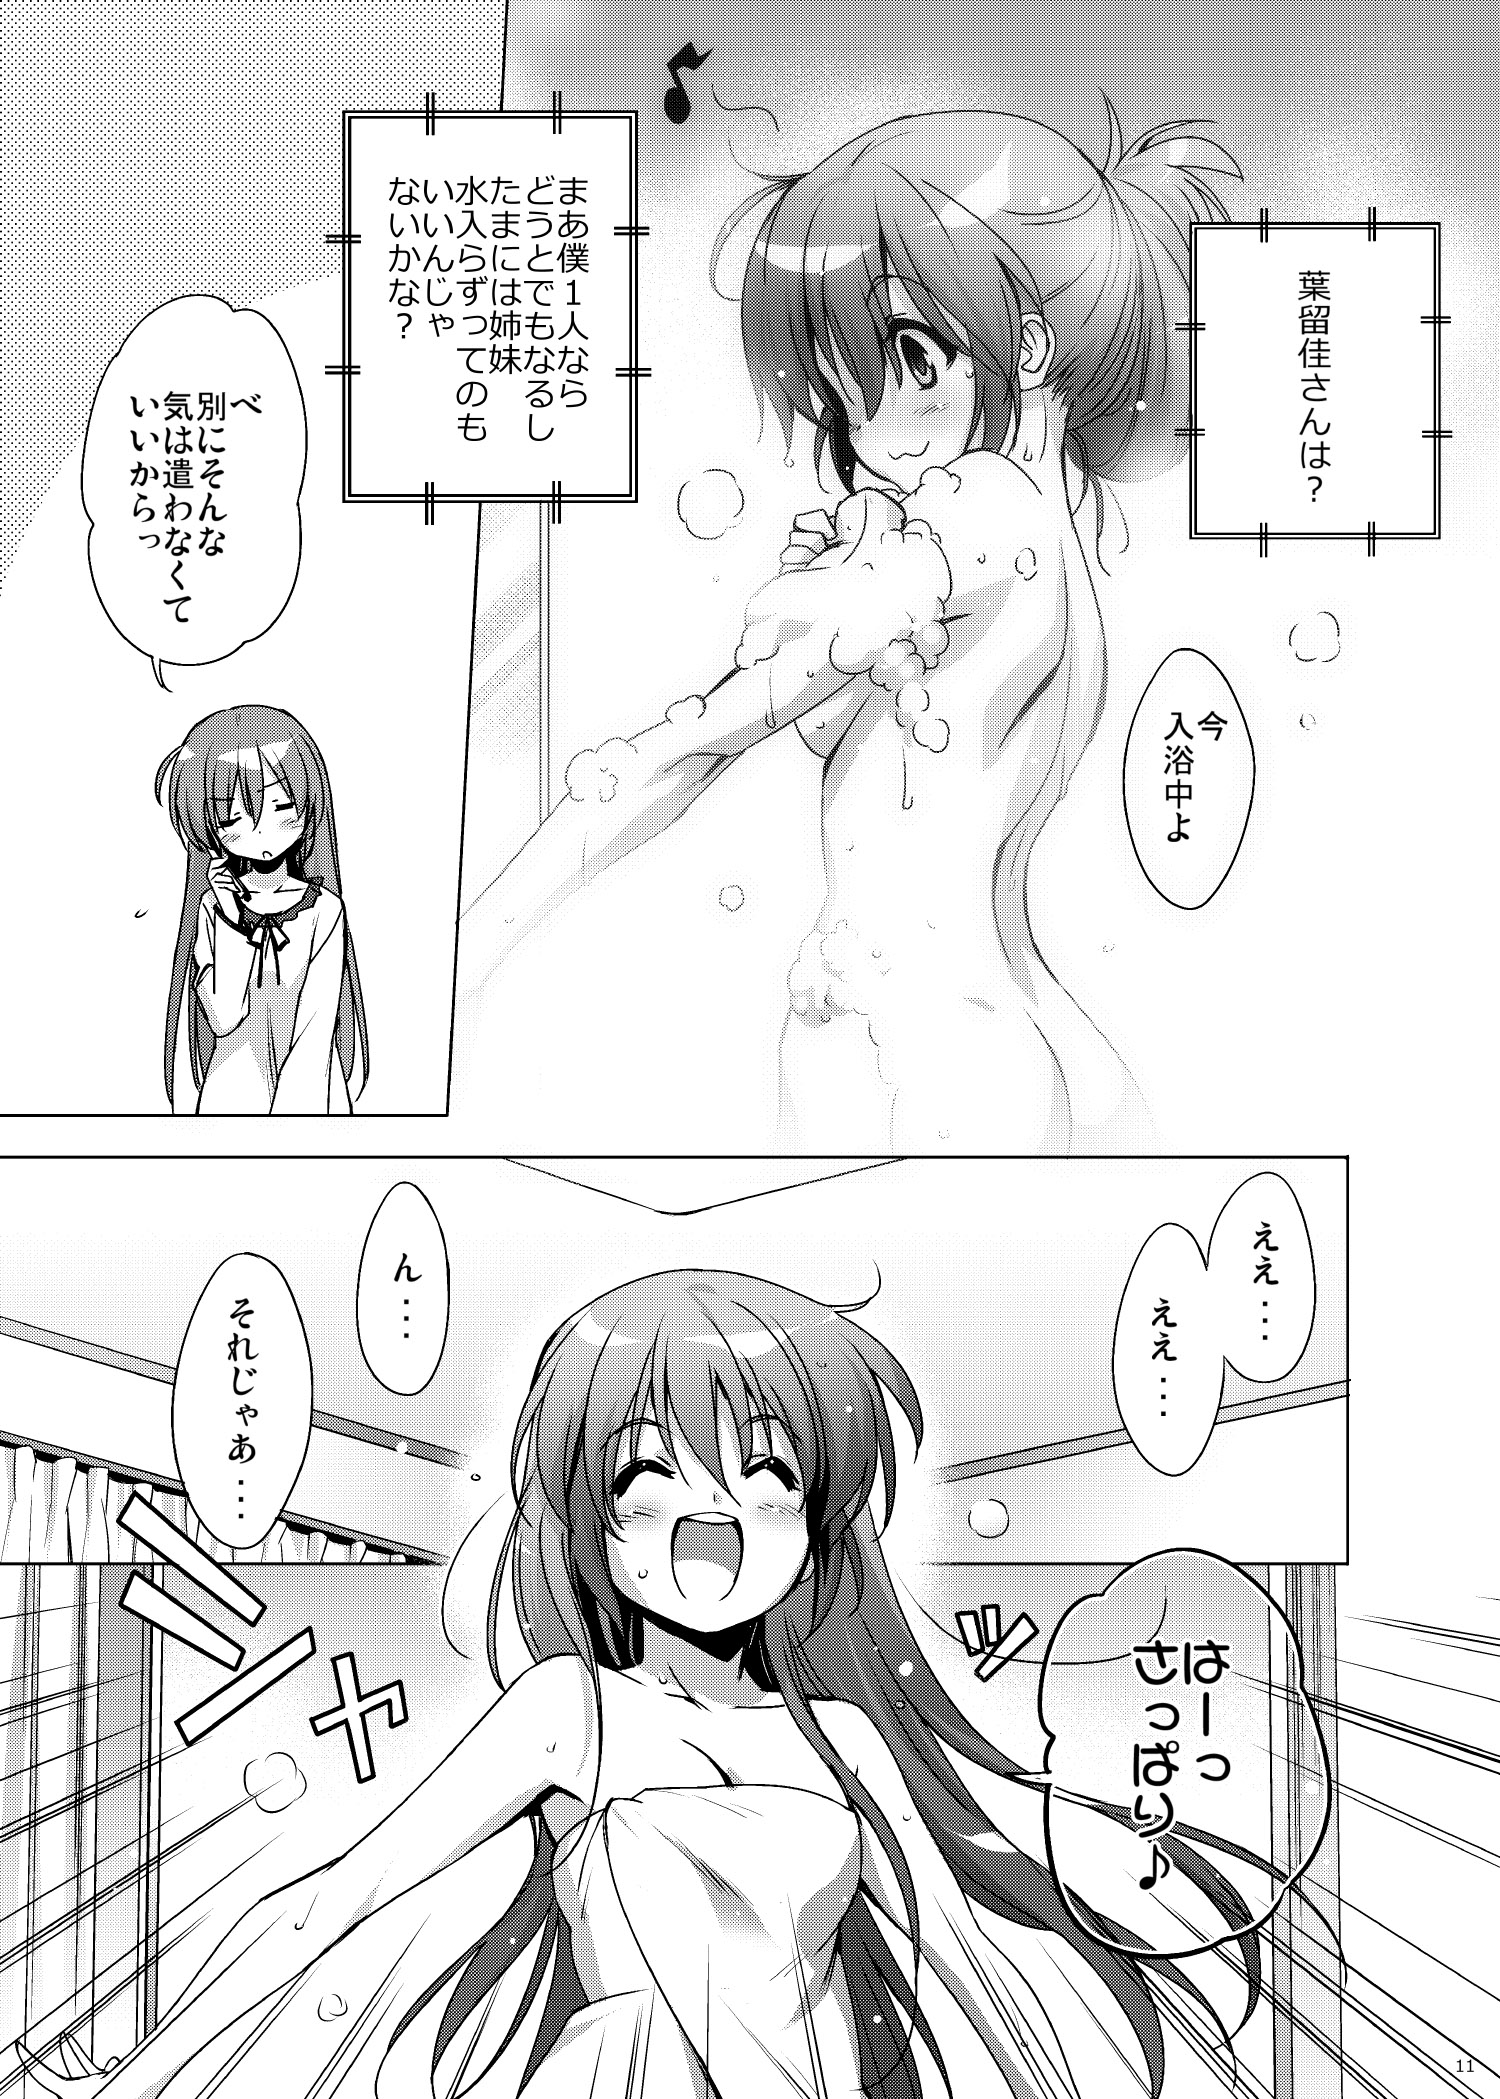 葉留佳さんは？
今
入浴中よ
まあ僕１人なら
どうとでもなるし
たまには姉妹
水入らずってのも
いいんじゃ
ないかな？
べ
別にそんな
気は遣わなくて
いいからっ
ええ・・・
ええ・・・
ん・・・
それじゃあ・・・
はーっ
さっぱり♪
バーン
11